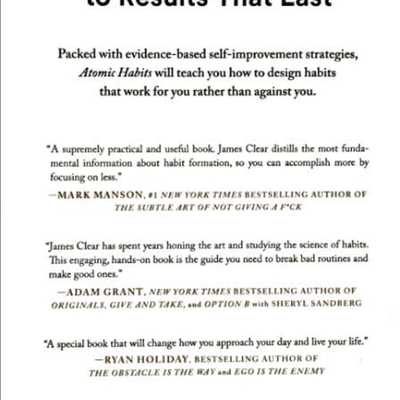 to Results That Last
Packed with evidence-based self-improvement strategies,
Atomic Habits will teach you how to design habits
that work for you rather than against you.
"A supremely practical and useful book. James Clear distills the most funda-
mental information about habit formation, so you can accomplish more by
focusing on less."
—MARK MANSON, #1 NEW YORK TIMES BESTSELLING AUTHOR OF
THE SUBTLE ART OF NOT GIVING A F*CK
"James Clear has spent years honing the art and studying the science of habits.
This engaging, hands-on book is the guide you need to break bad routines and
make good ones."
—ADAM GRANT, NEW YORK TIMES BESTSELLING AUTHOR OF
ORIGINALS, GIVE AND TAKE, and OPTION B with SHERYL SANDBERG
"A special book that will change how you approach your day and live your life."
—RYAN HOLIDAY, BESTSELLING AUTHOR OF
THE OBSTACLE IS THE WAY and EGO IS THE ENEMY